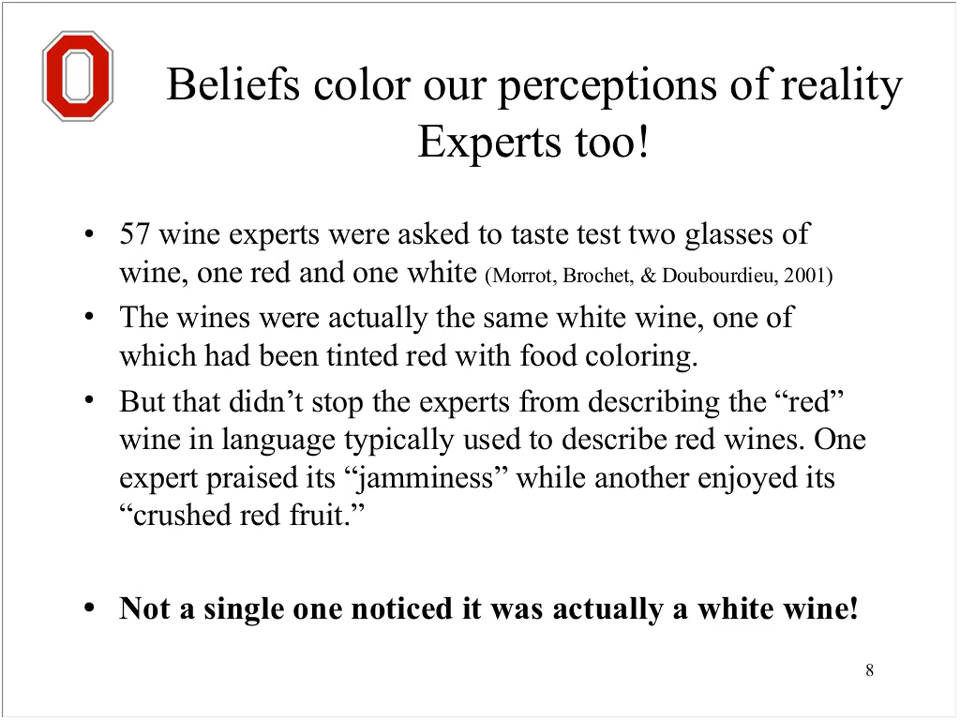 Beliefs color our perceptions of reality
Experts too!
• 57 wine experts were asked to taste test two glasses of
wine, one red and one white (Morrot, Brochet, & Doubourdieu, 2001)
• The wines were actually the same white wine, one of
which had been tinted red with food coloring.
• But that didn’t stop the experts from describing the “red”
wine in language typically used to describe red wines. One
expert praised its “jamminess” while another enjoyed its
“crushed red fruit.”
• Not a single one noticed it was actually a white wine!
8